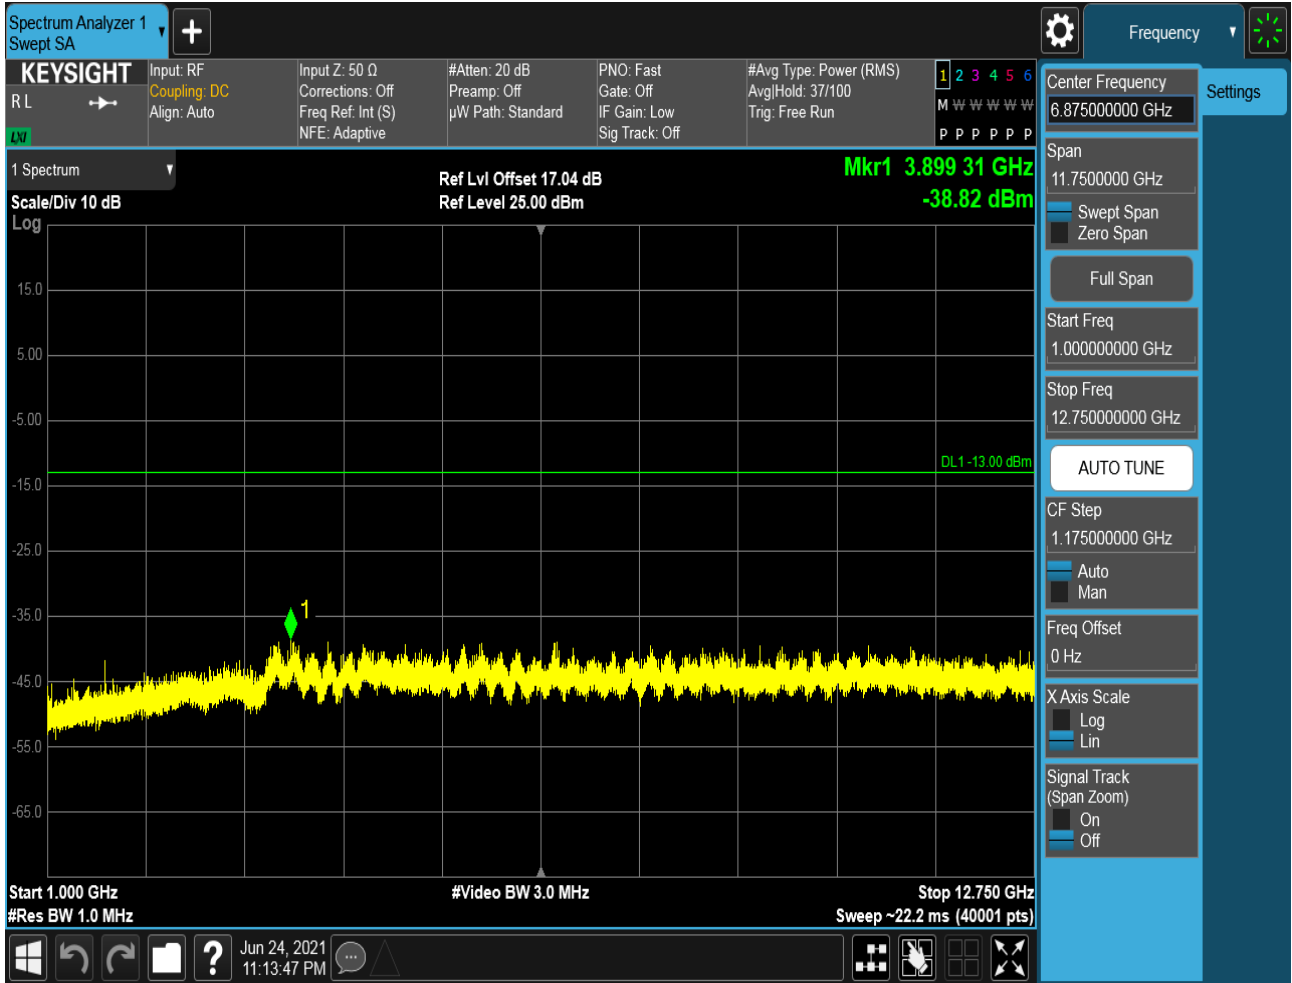 Spectrum Analyzer 1
Swept SA
+
Frequency
KEYSIGHT
R L
LXI
Input: RF
Coupling: DC
Align: Auto
Input Z: 50 Ω
Corrections: Off
Freq Ref: Int (S)
NFE: Adaptive
#Atten: 20 dB
Preamp: Off
µW Path: Standard
PNO: Fast
Gate: Off
IF Gain: Low
Sig Track: Off
#Avg Type: Power (RMS)
Avg|Hold: 37/100
Trig: Free Run
1 2 3 4 5 6
M W W W W W
P P P P P P
1 Spectrum
Scale/Div 10 dB
Log
Ref Lvl Offset 17.04 dB
Ref Level 25.00 dBm
Mkr1 3.899 31 GHz
-38.82 dBm
15.0
5.00
-5.00
-15.0
-25.0
-35.0
-45.0
-55.0
-65.0
DL1 -13.00 dBm
1
Start 1.000 GHz
#Res BW 1.0 MHz
#Video BW 3.0 MHz
Stop 12.750 GHz
Sweep ~22.2 ms (40001 pts)
?
Jun 24, 2021
11:13:47 PM
Center Frequency
6.875000000 GHz
Settings
Span
11.7500000 GHz
Swept Span
Zero Span
Full Span
Start Freq
1.000000000 GHz
Stop Freq
12.750000000 GHz
AUTO TUNE
CF Step
1.175000000 GHz
Auto
Man
Freq Offset
0 Hz
X Axis Scale
Log
Lin
Signal Track
(Span Zoom)
On
Off